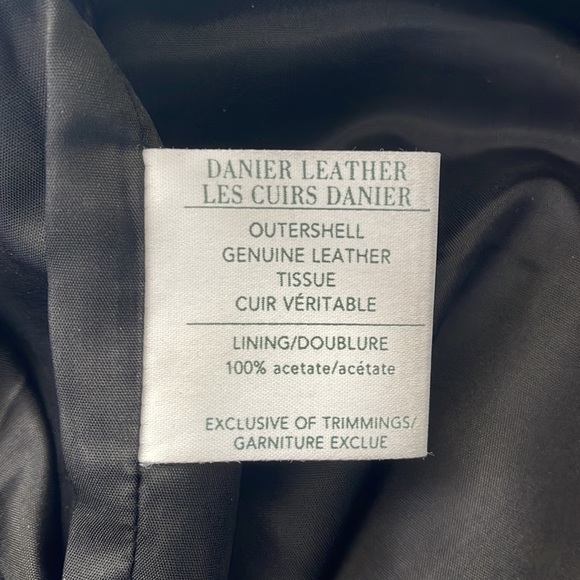 DANIER LEATHER
LES CUIRS DANIER
OUTERSHELL
GENUINE LEATHER
TISSUE
CUIR VÉRITABLE
LINING/DOUBLURE
100% acetate/acétate
EXCLUSIVE OF TRIMMINGS/
GARNITURE EXCLUE